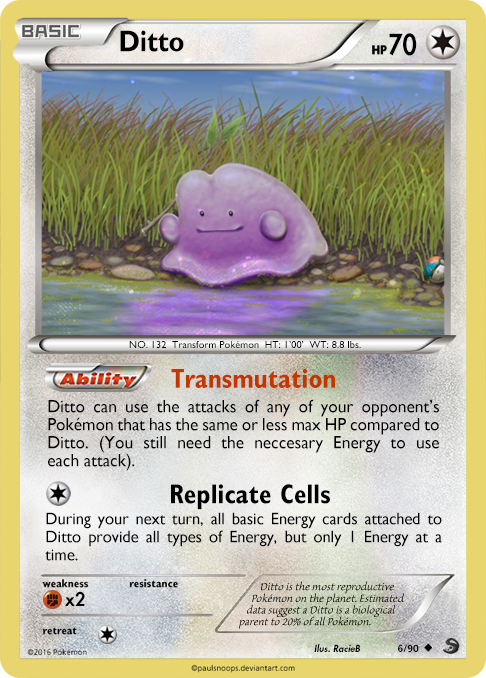 BASIC
Ditto
HP 70
NO. 132 Transform Pokémon HT: 1'00' WT: 8.8 lbs.
Ability
Transmutation
Ditto can use the attacks of any of your opponent's
Pokémon that has the same or less max HP compared to
Ditto. (You still need the neccesary Energy to use
each attack).
Replicate Cells
During your next turn, all basic Energy cards attached to
Ditto provide all types of Energy, but only 1 Energy at a
time.
weakness
resistance
x2
retreat
Ditto is the most reproductive
Pokémon on the planet. Estimated
data suggest a Ditto is a biological
parent to 20% of all Pokémon.
©2016 Pokémon
Ilus. RacieB
6/90
©paulsnoops.deviantart.com